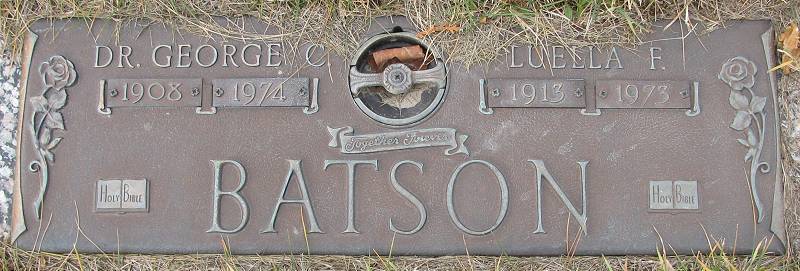 DR. GEORGE C. LUELLA F.
1908 1974 1913 1973
Together Forever
BATSON
HOLY BIBLE HOLY BIBLE